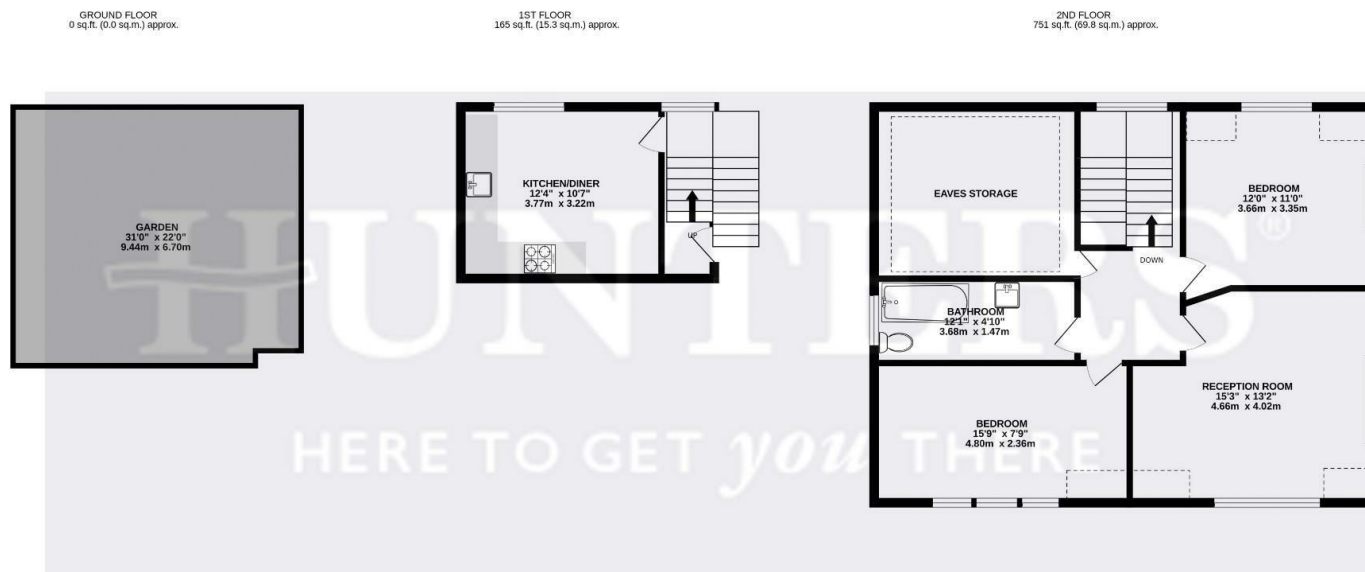 GROUND FLOOR
0 sq.ft. (0.0 sq.m.) approx.
1ST FLOOR
165 sq.ft. (15.3 sq.m.) approx.
2ND FLOOR
751 sq.ft. (69.8 sq.m.) approx.
GARDEN
31'0" x 22'0"
9.44m x 6.70m
KITCHEN/DINER
12'4" x 10'7"
3.77m x 3.22m
UP
EAVES STORAGE
DOWN
BEDROOM
12'0" x 11'0"
3.66m x 3.35m
BATHROOM
12'1" x 4'10"
3.68m x 1.47m
BEDROOM
15'9" x 7'9"
4.80m x 2.36m
RECEPTION ROOM
15'3" x 13'2"
4.66m x 4.02m
HUNTERS®
HERE TO GET you THERE